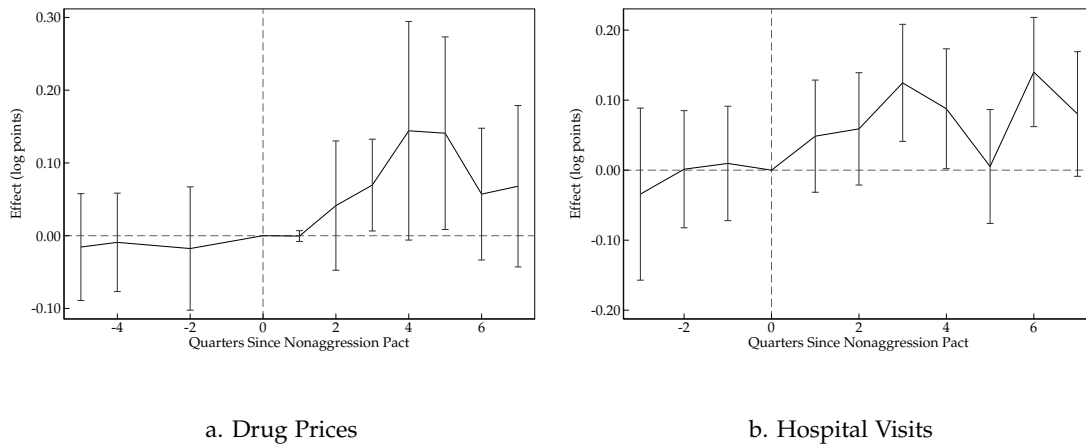 0.30
0.20
0.10
0.00
-0.10
Effect (log points)
-4 -2 0 2 4 6
Quarters Since Nonaggression Pact
a. Drug Prices
0.20
0.10
0.00
-0.10
-0.20
Effect (log points)
-2 0 2 4 6
Quarters Since Nonaggression Pact
b. Hospital Visits